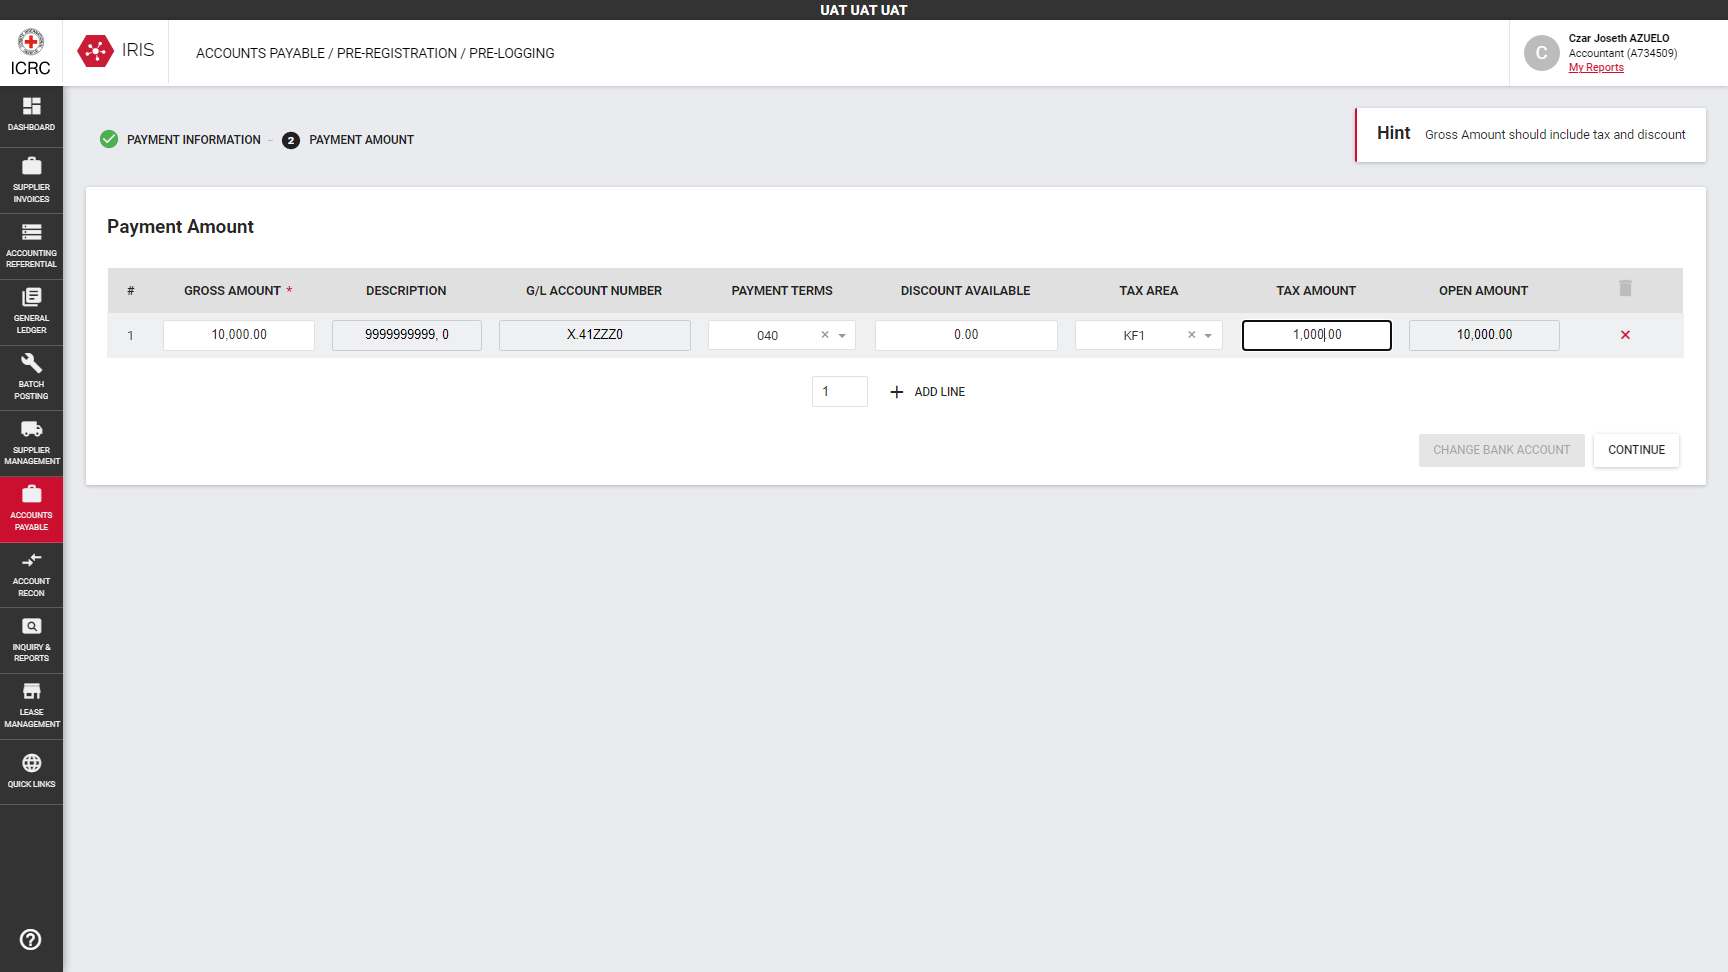 UAT UAT UAT
ICRC
IRIS
ACCOUNTS PAYABLE / PRE-REGISTRATION / PRE-LOGGING
C
Czar Joseth AZUELO
Accountant (A734509)
My Reports
DASHBOARD
SUPPLIER
INVOICES
ACCOUNTING
REFERENTIAL
GENERAL
LEDGER
BATCH
POSTING
SUPPLIER
MANAGEMENT
ACCOUNTS
PAYABLE
ACCOUNT
RECON
INQUIRY &
REPORTS
LEASE
MANAGEMENT
QUICK LINKS
PAYMENT INFORMATION – 2 PAYMENT AMOUNT
Hint Gross Amount should include tax and discount
Payment Amount
# GROSS AMOUNT * DESCRIPTION G/L ACCOUNT NUMBER PAYMENT TERMS DISCOUNT AVAILABLE TAX AREA TAX AMOUNT OPEN AMOUNT
1 10,000.00 9999999999, 0 X.41ZZZ0 040 × 0.00 KF1 × 1,000.00 10,000.00
1 + ADD LINE
CHANGE BANK ACCOUNT CONTINUE